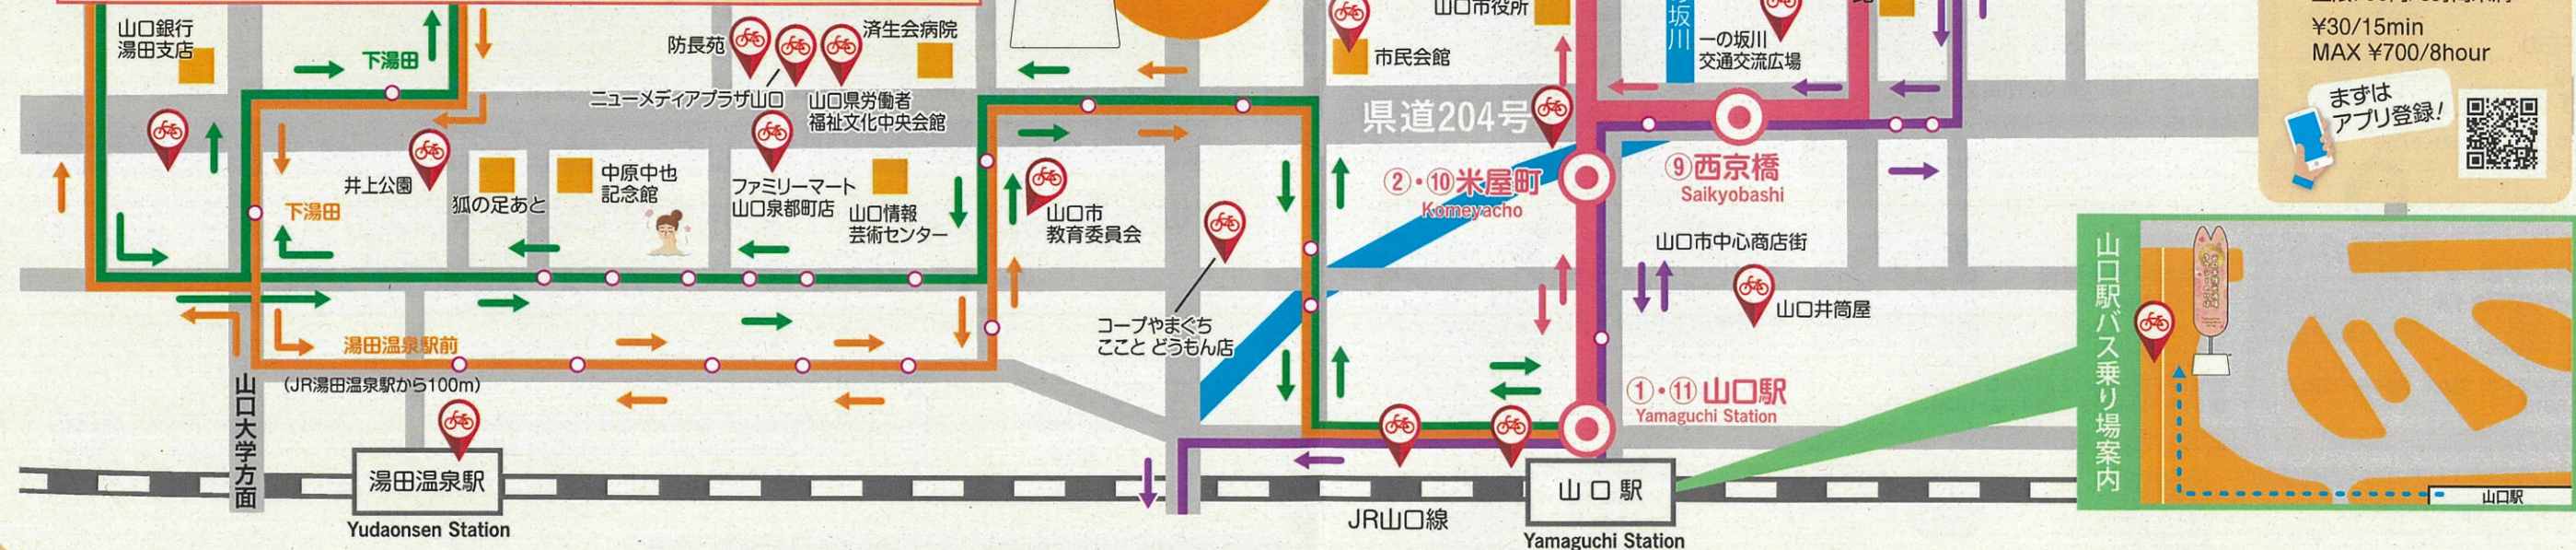 山口銀行
湯田支店
下湯田
防長苑
済生会病院
ニューメディアプラザ山口
山口県労働者
福祉文化中央会館
山口市役所
市民会館
坂川
一の坂川
交通交流広場
¥30/15min
MAX ¥700/8hour
まずは
アプリ登録!
県道204号
井上公園
狐の足あと
中原中也
記念館
ファミリーマート
山口泉都町店
山口情報
芸術センター
山口市
教育委員会
②・⑩米屋町
Komeyacho
⑨西京橋
Saikyobashi
下湯田
山口市中心商店街
山口井筒屋
コープやまぐち
こことどうもん店
湯田温泉駅前
(JR湯田温泉駅から100m)
①・⑪山口駅
Yamaguchi Station
山口大学方面
湯田温泉駅
Yudaonsen Station
山口駅
Yamaguchi Station
JR山口線
山口駅バス乗り場案内
山口駅